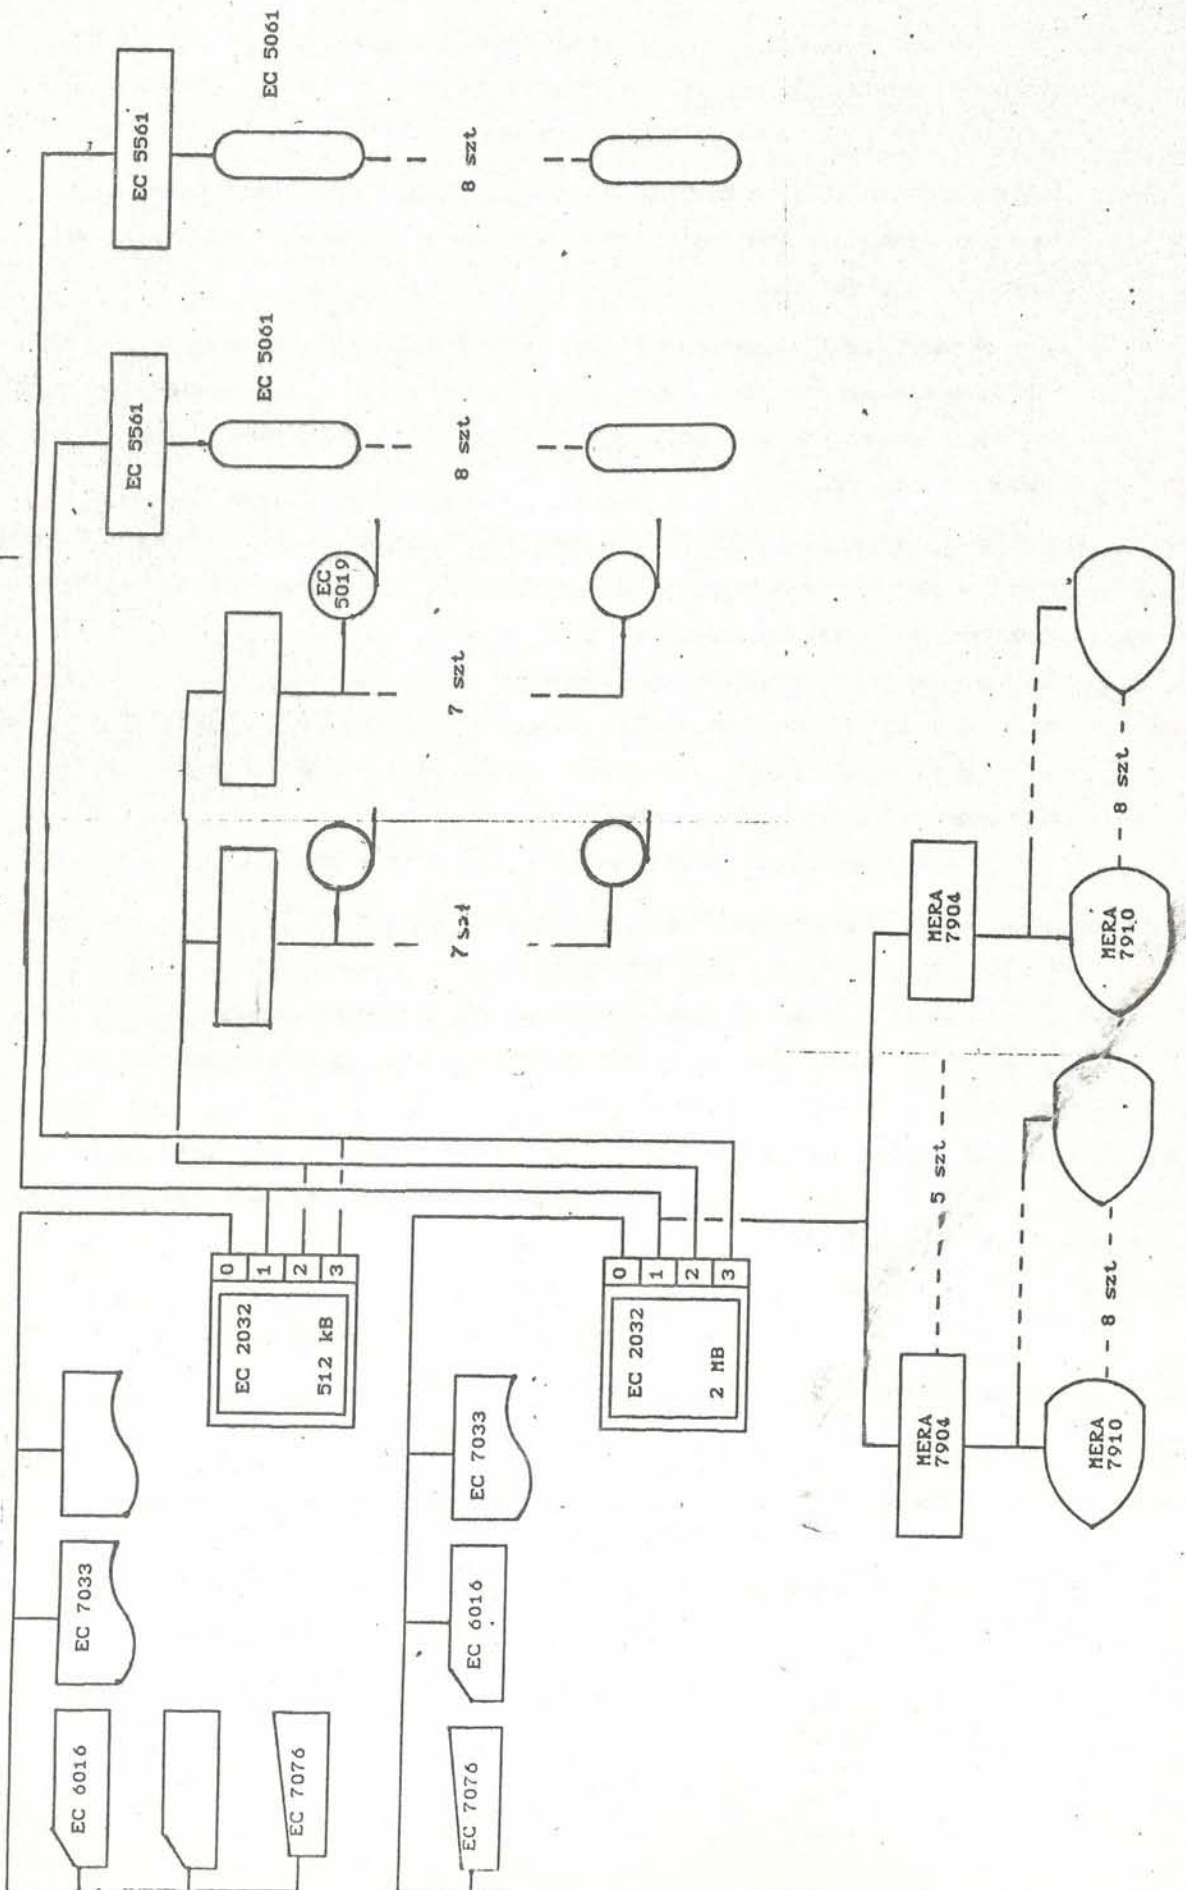 EC 6016
EC 7033
EC 5561
EC 5561
EC 2032
0
1
2
3
512 kB
EC 5061
EC 5061
EC 7076
EC
5019
7 szt
7 szt
8 szt
8 szt
EC 7076
EC 6016
EC 7033
EC 2032
0
1
2
3
2 MB
MERA
7904
5 szt
MERA
7904
MERA
7910
8 szt
MERA
7910
8 szt